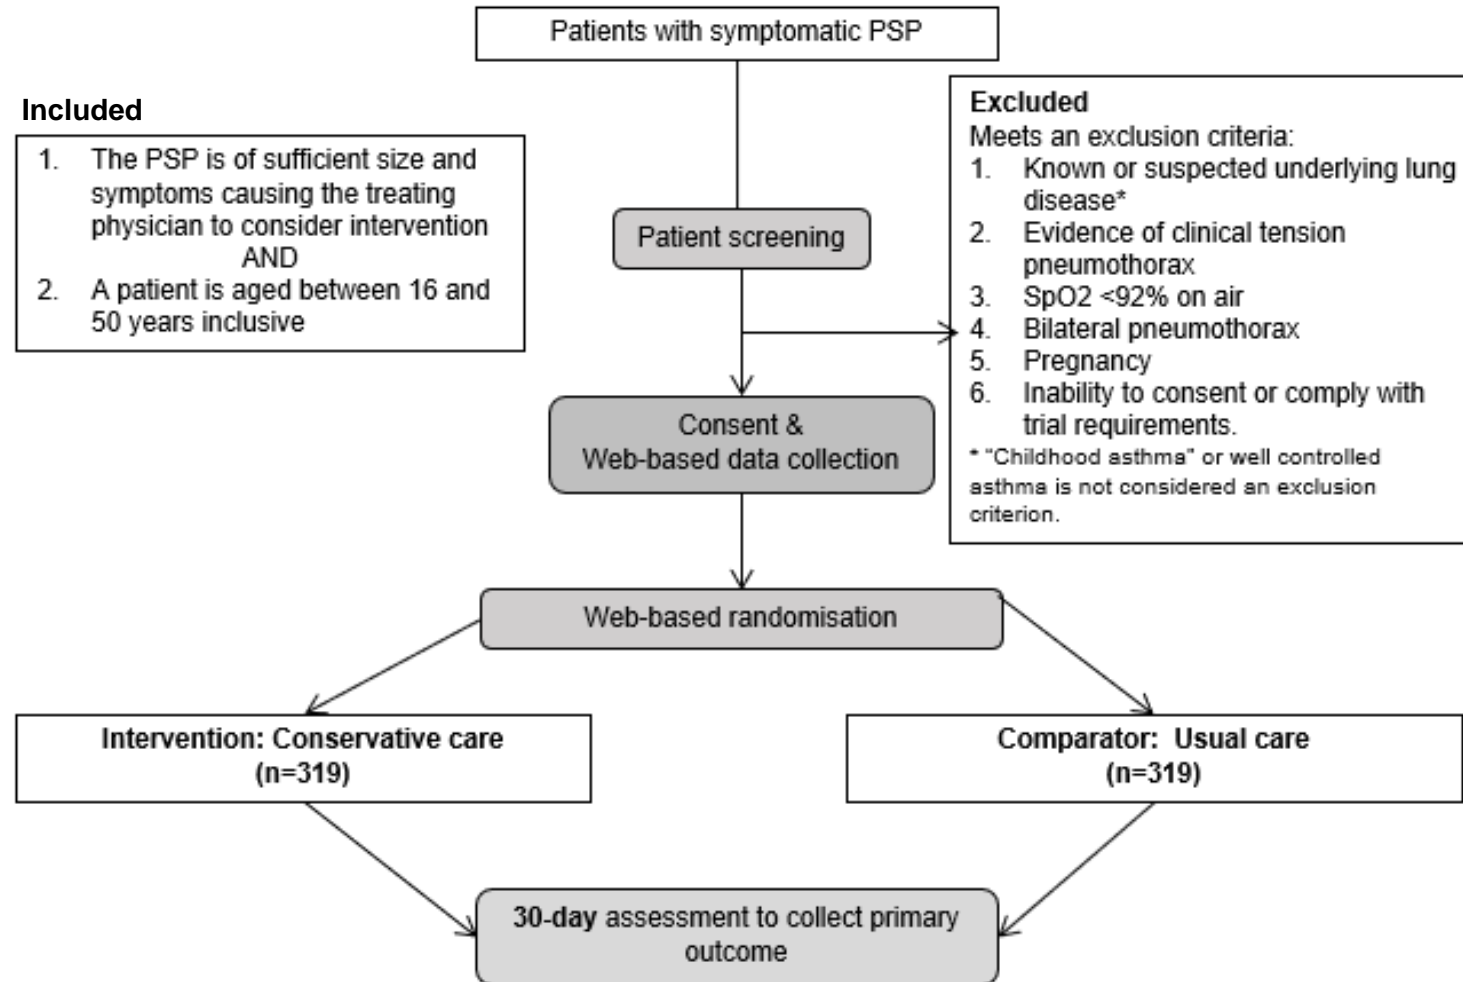 Patients with symptomatic PSP
Included
1. The PSP is of sufficient size and
symptoms causing the treating
physician to consider intervention
AND
2. A patient is aged between 16 and
50 years inclusive
Excluded
Meets an exclusion criteria:
1. Known or suspected underlying lung
disease*
2. Evidence of clinical tension
pneumothorax
3. SpO2 <92% on air
4. Bilateral pneumothorax
5. Pregnancy
6. Inability to consent or comply with
trial requirements.
* "Childhood asthma" or well controlled
asthma is not considered an exclusion
criterion.
Patient screening
Consent &
Web-based data collection
Web-based randomisation
Intervention: Conservative care
(n=319)
Comparator: Usual care
(n=319)
30-day assessment to collect primary
outcome